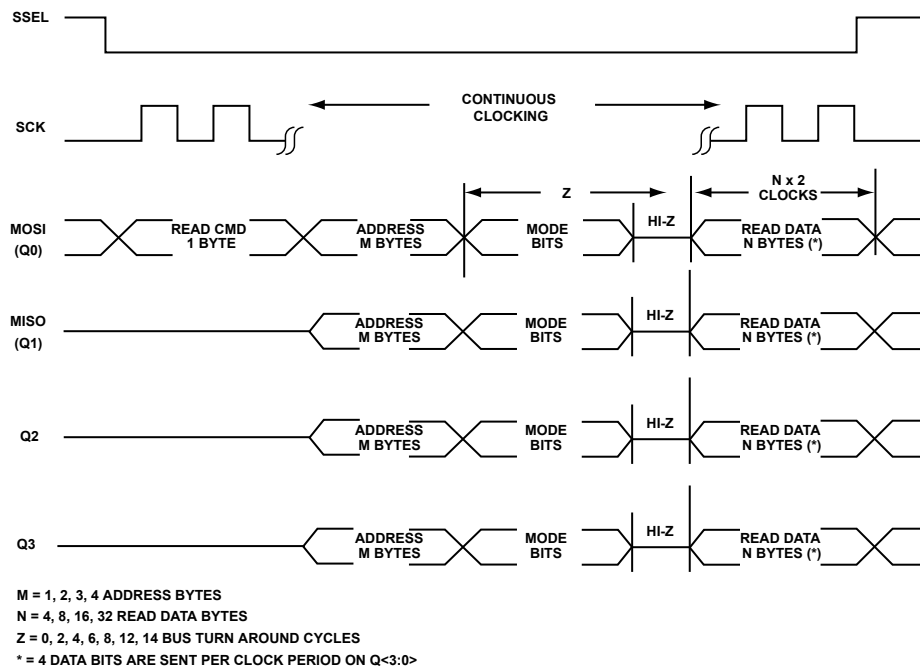 SSEL
CONTINUOUS
CLOCKING
SCK
Z
N x 2
CLOCKS
MOSI
(Q0)
READ CMD
1 BYTE
ADDRESS
M BYTES
MODE
BITS
HI-Z
READ DATA
N BYTES (*)
MISO
(Q1)
ADDRESS
M BYTES
MODE
BITS
HI-Z
READ DATA
N BYTES (*)
Q2
ADDRESS
M BYTES
MODE
BITS
HI-Z
READ DATA
N BYTES (*)
Q3
ADDRESS
M BYTES
MODE
BITS
HI-Z
READ DATA
N BYTES (*)
M = 1, 2, 3, 4 ADDRESS BYTES
N = 4, 8, 16, 32 READ DATA BYTES
Z = 0, 2, 4, 6, 8, 12, 14 BUS TURN AROUND CYCLES
* = 4 DATA BITS ARE SENT PER CLOCK PERIOD ON Q<3:0>